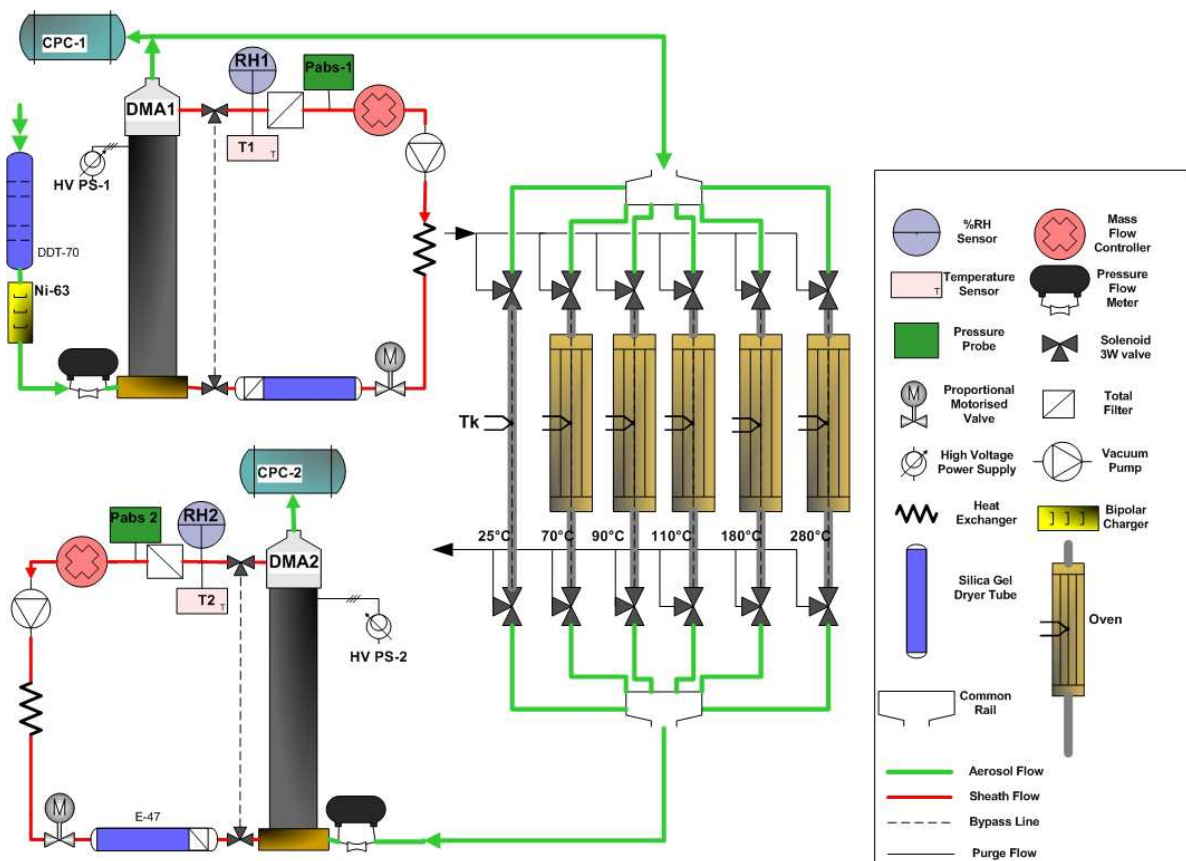 CPC-1
RH1
Pabs-1
DMA1
T1
T
HV PS-1
DDT-70
Ni-63
M
Tk
CPC-2
Pabs 2
RH2
25°C
70°C
90°C
110°C
180°C
280°C
DMA2
T2
T
HV PS-2
E-47
M
%RH
Sensor
Mass
Flow
Controller
Temperature
Sensor
T
Pressure
Flow
Meter
Pressure
Probe
Solenoid
3W valve
M
Proportional
Motorised
Valve
Total
Filter
High Voltage
Power Supply
Vacuum
Pump
Heat
Exchanger
Bipolar
Charger
Silica Gel
Dryer Tube
Oven
Common
Rail
Aerosol Flow
Sheath Flow
Bypass Line
Purge Flow